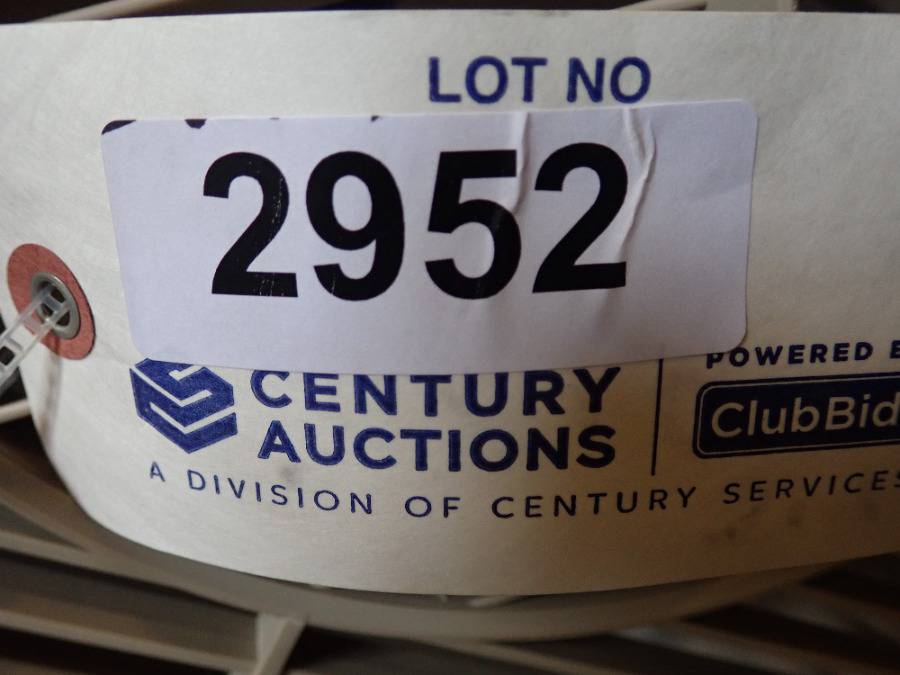 LOT NO
2952
CENTURY
AUCTIONS
A DIVISION OF CENTURY SERVICES
POWERED
ClubBid